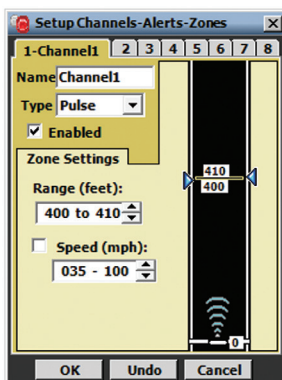 Setup Channels-Alerts-Zones
1-Channel1 2 3 4 5 6 7 8
Name Channel1
Type Pulse
Enabled
Zone Settings
Range (feet):
400 to 410
Speed (mph):
035 - 100
410
400
0
OK Undo Cancel